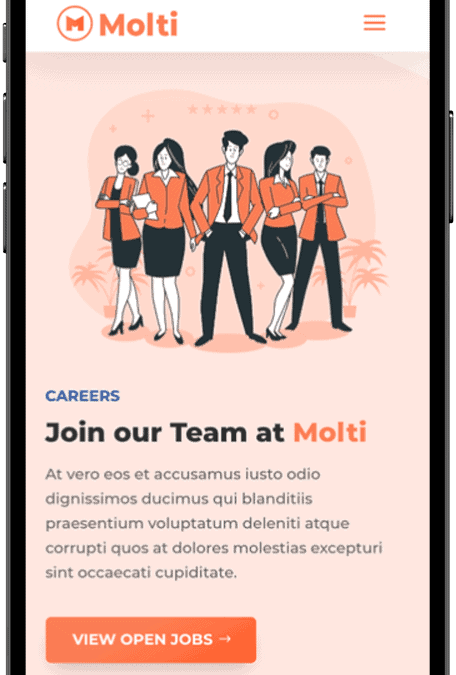 Molti
CAREERS
Join our Team at Molti
At vero eos et accusamus iusto odio
dignissimos ducimus qui blanditiis
praesentium voluptatum deleniti atque
corrupti quos at dolores molestias excepturi
sint occaecati cupiditate.
VIEW OPEN JOBS →